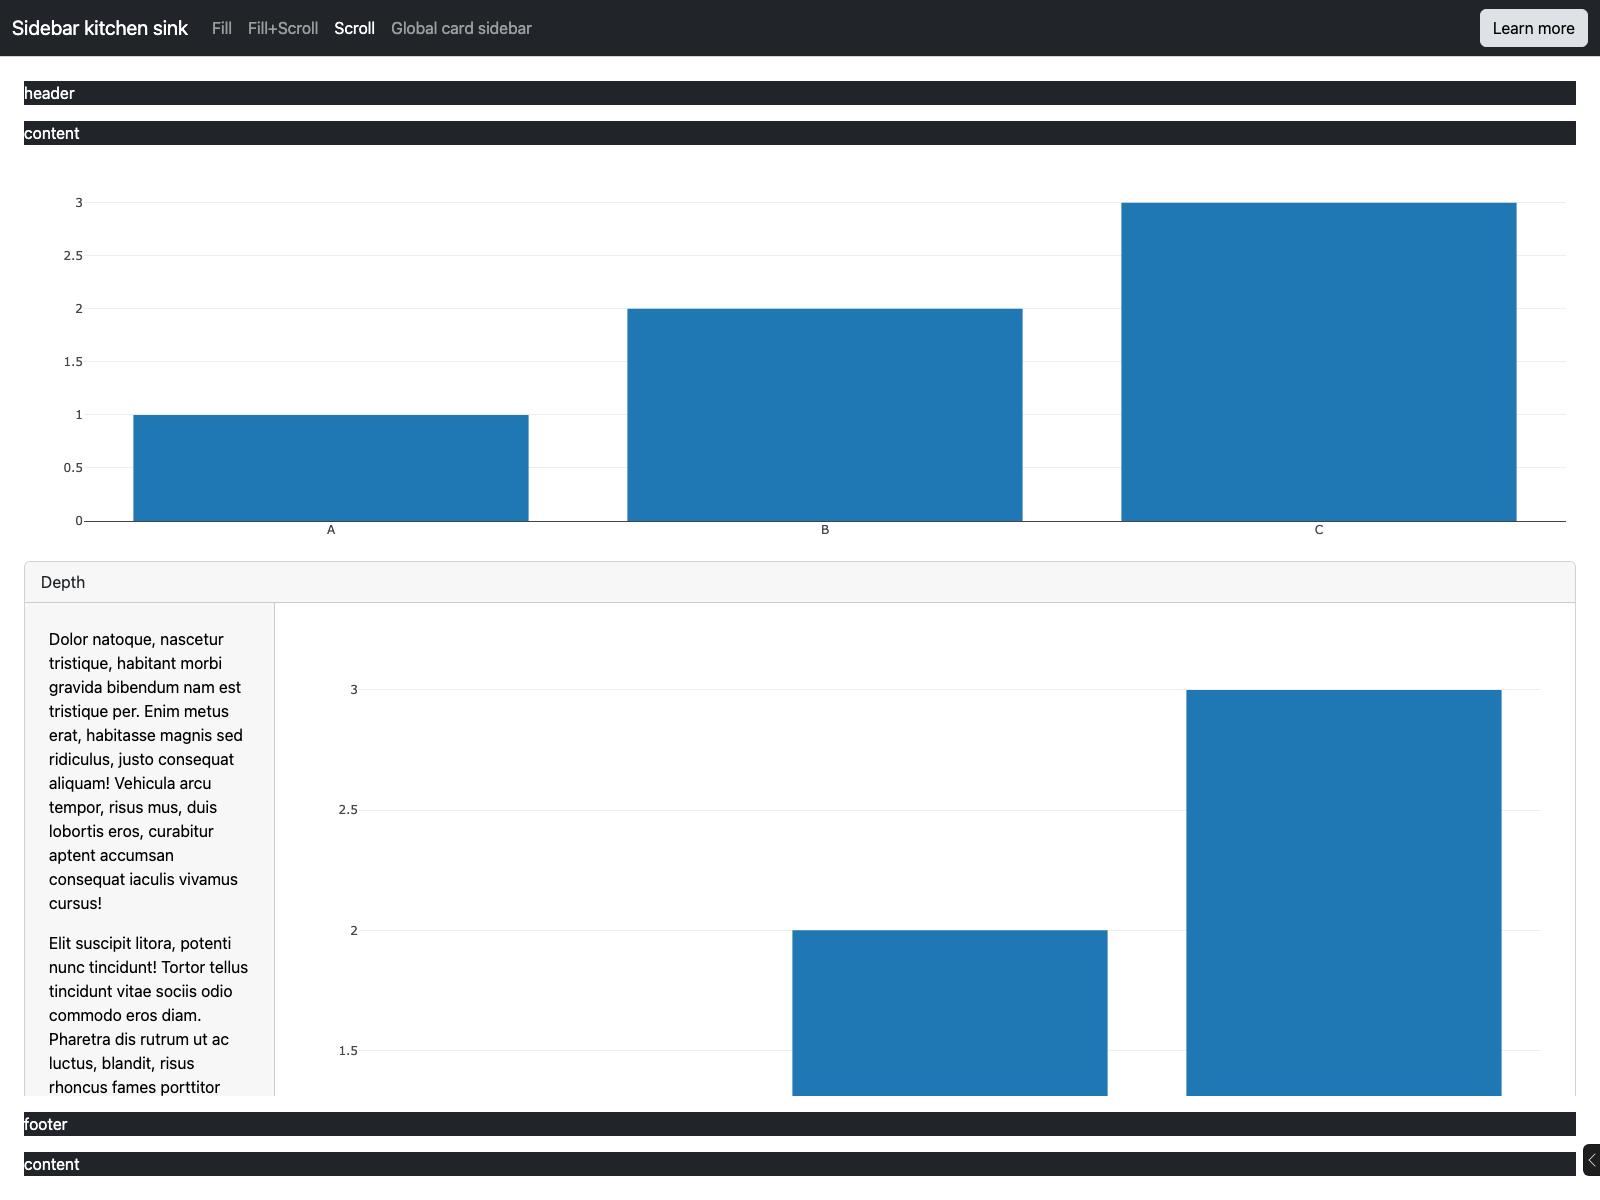 Sidebar kitchen sink Fill Fill+Scroll Scroll Global card sidebar Learn more
header
content
3
2.5
2
1.5
1
0.5
0
A B C
Depth
Dolor natoque, nascetur
tristique, habitant morbi
gravida bibendum nam est
tristique per. Enim metus
erat, habitasse magnis sed
ridiculus, justo consequat
aliquam! Vehicula arcu
tempor, risus mus, duis
lobortis eros, curabitur
aptent accumsan
consequat iaculis vivamus
cursus!
Elit suscipit litora, potenti
nunc tincidunt! Tortor tellus
tincidunt vitae sociis odio
commodo eros diam.
Pharetra dis rutrum ut ac
luctus, blandit, risus
rhoncus fames porttitor
3
2.5
2
1.5
footer
content